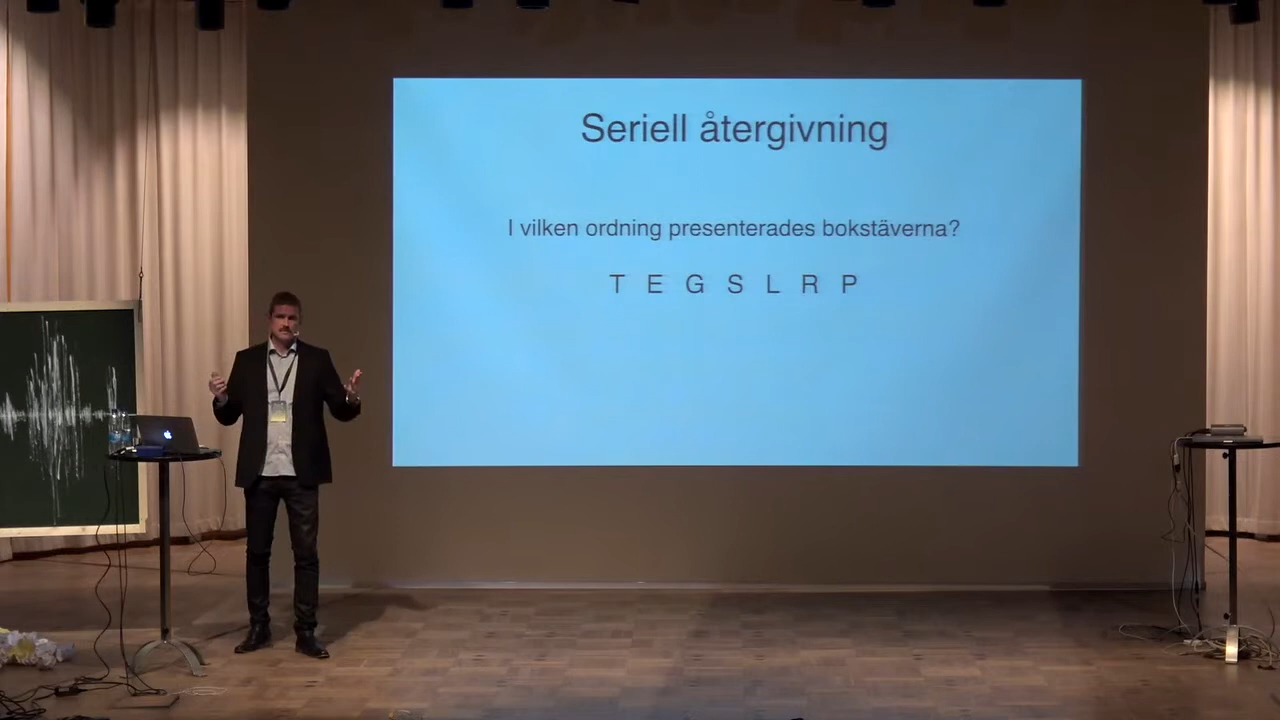 Seriell återgivning
I vilken ordning presenterades bokstäverna?
T E G S L R P